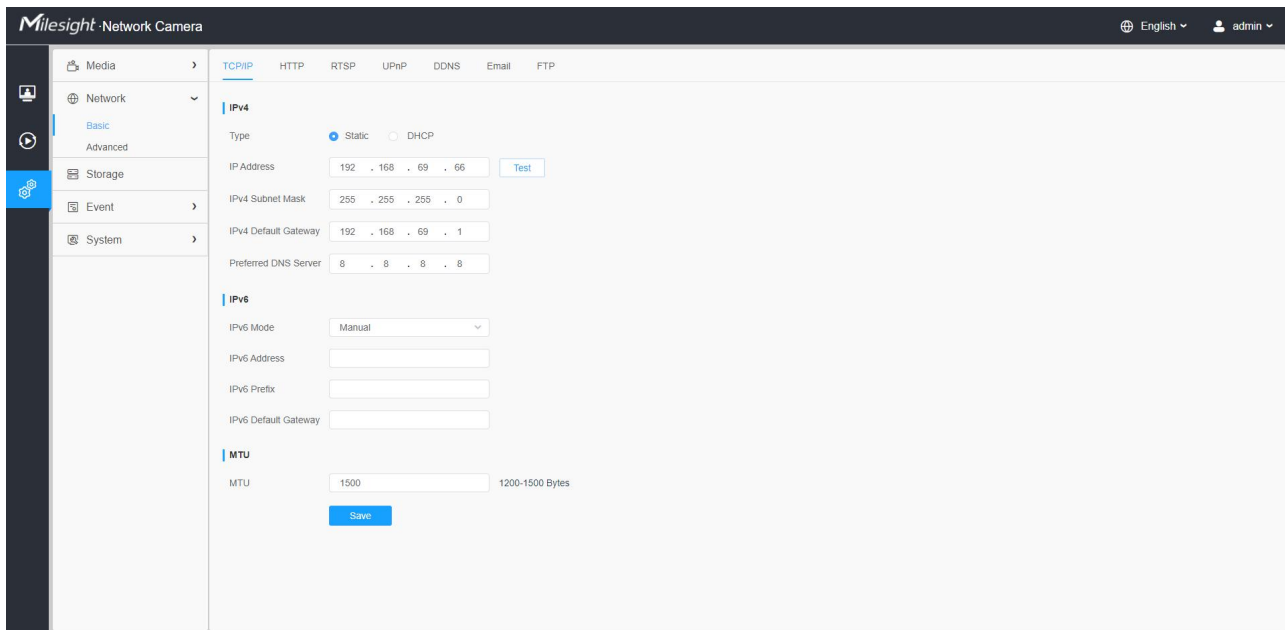 Milesight ·Network Camera
English
admin
Media
Network
Basic
Advanced
Storage
Event
System
TCP/IP HTTP RTSP UPnP DDNS Email FTP
IPv4
Type Static DHCP
IP Address 192 . 168 . 69 . 66 Test
IPv4 Subnet Mask 255 . 255 . 255 . 0
IPv4 Default Gateway 192 . 168 . 69 . 1
Preferred DNS Server 8 . 8 . 8 . 8
IPv6
IPv6 Mode Manual
IPv6 Address
IPv6 Prefix
IPv6 Default Gateway
MTU
MTU 1500 1200-1500 Bytes
Save